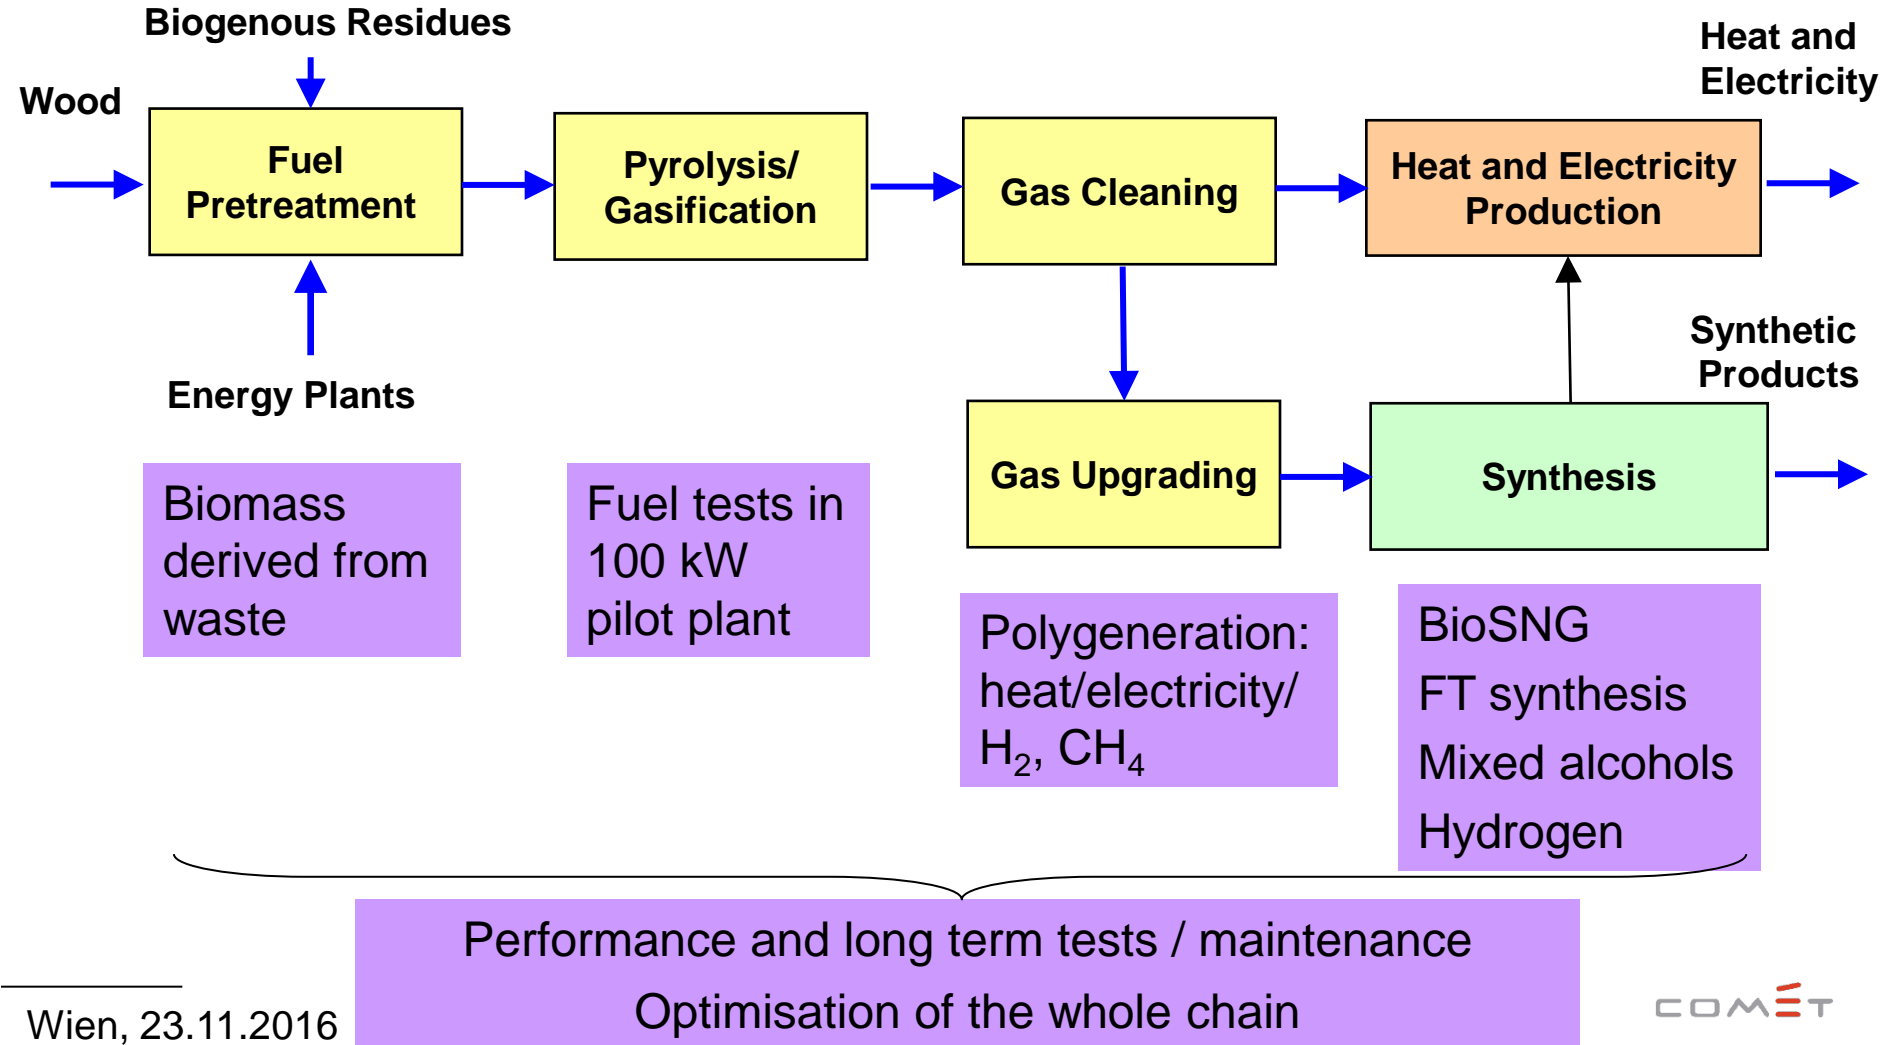 Biogenous Residues
Heat and
Electricity
Wood
Fuel
Pretreatment
Pyrolysis/
Gasification
Gas Cleaning
Heat and Electricity
Production
Energy Plants
Synthetic
Products
Gas Upgrading
Synthesis
Biomass
derived from
waste
Fuel tests in
100 kW
pilot plant
Polygeneration:
heat/electricity/
H₂, CH₄
BioSNG
FT synthesis
Mixed alcohols
Hydrogen
Performance and long term tests / maintenance
Optimisation of the whole chain
Wien, 23.11.2016
COMÉT